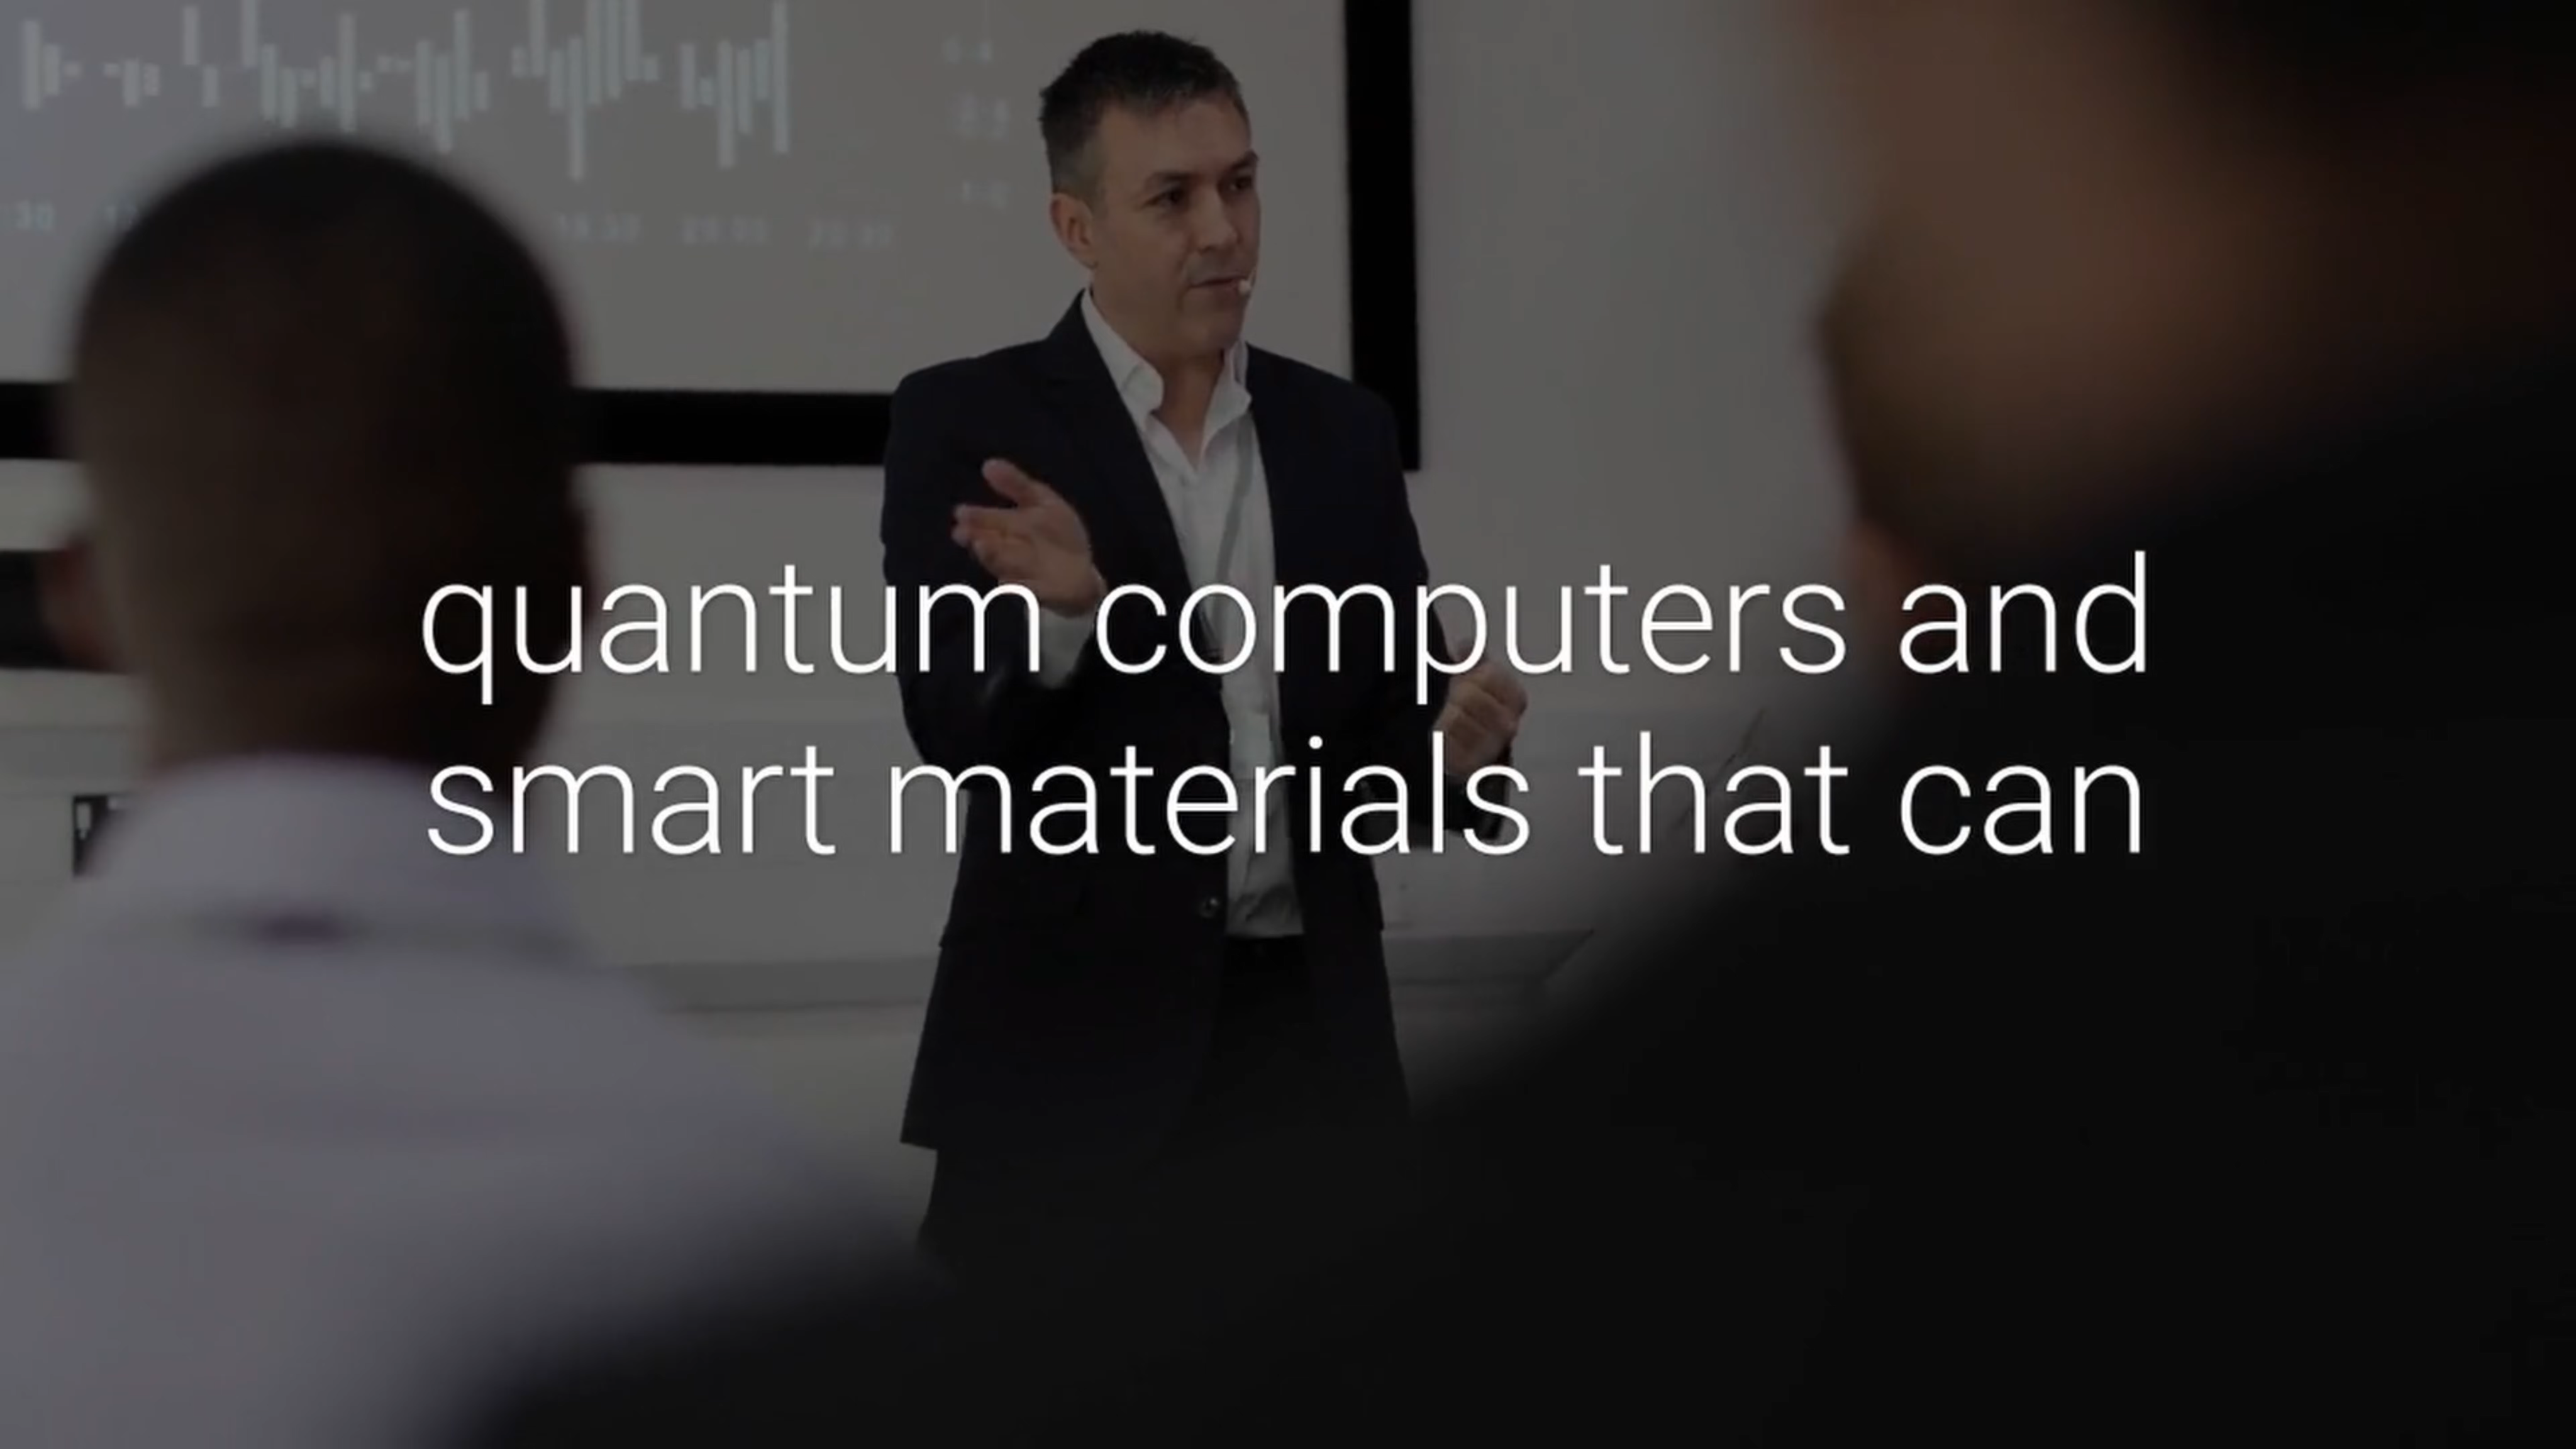 quantum computers and
smart materials that can